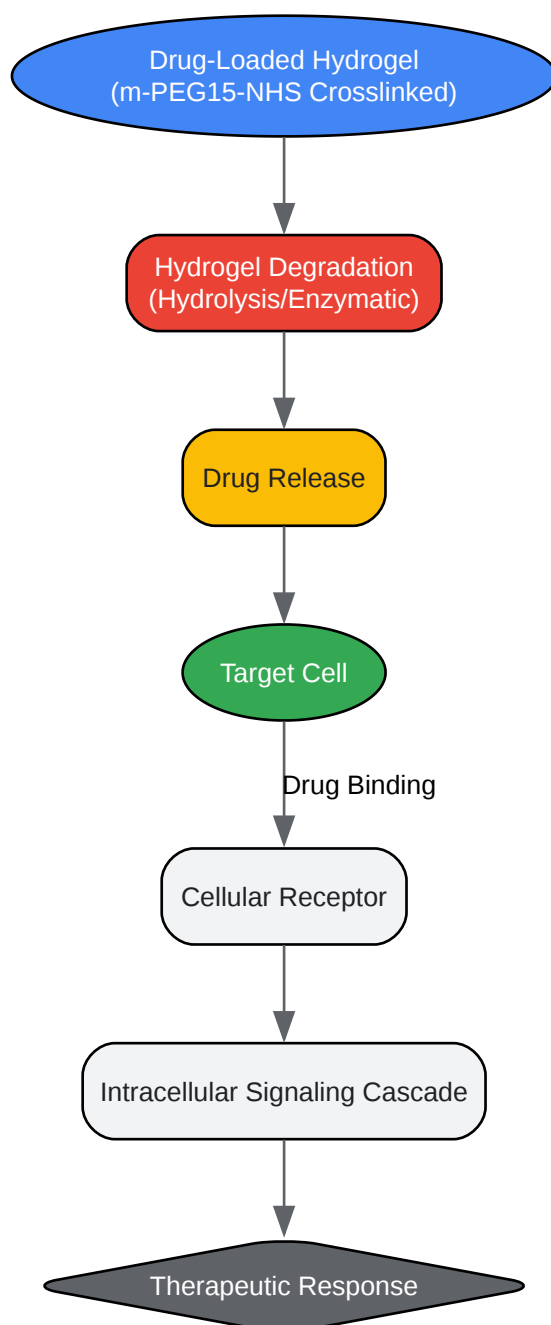 Drug-Loaded Hydrogel
(m-PEG15-NHS Crosslinked)
Hydrogel Degradation
(Hydrolysis/Enzymatic)
Drug Release
Target Cell
Drug Binding
Cellular Receptor
Intracellular Signaling Cascade
Therapeutic Response